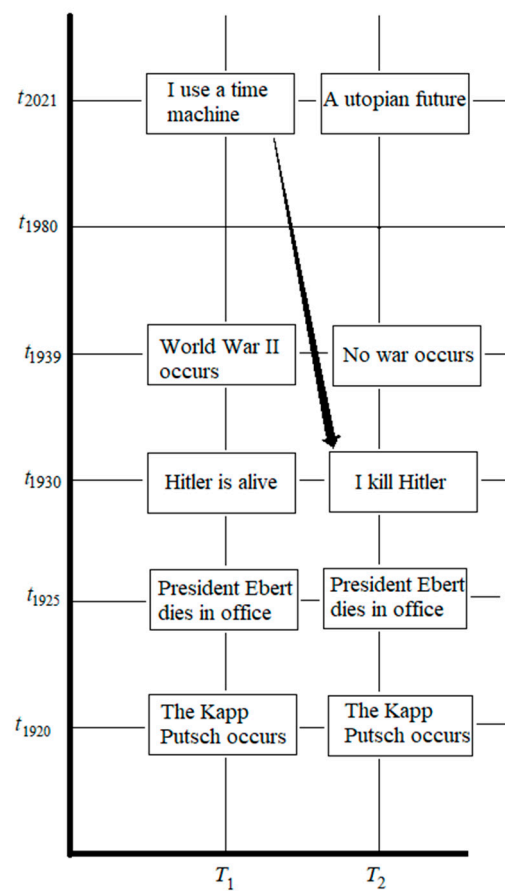 t2021
I use a time
machine
A utopian future
t1980
t1939
World War II
occurs
No war occurs
t1930
Hitler is alive
I kill Hitler
t1925
President Ebert
dies in office
President Ebert
dies in office
t1920
The Kapp
Putsch occurs
The Kapp
Putsch occurs
T1
T2